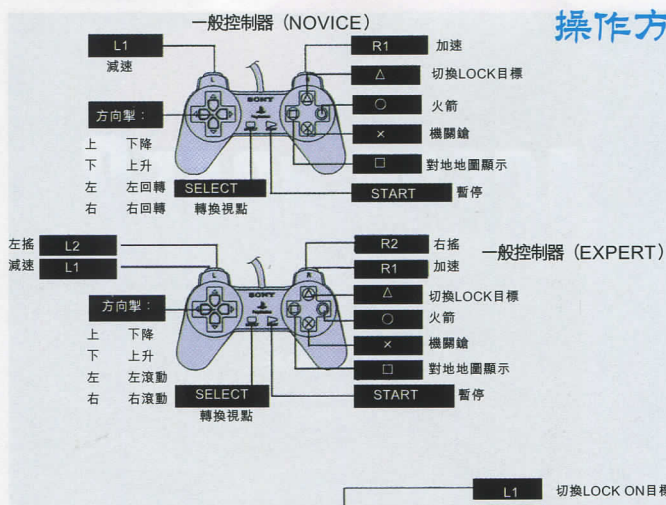 操作方
一般控制器（NOVICE）
L1
減速
方向掣：
上 下降
下 上升
左 左回轉
右 右回轉
SELECT
轉換視點
SONY
R1 加速
△ 切換LOCK目標
○ 火箭
× 機關鎗
□ 對地地圖顯示
START 暫停
一般控制器（EXPERT）
左搖 L2
減速 L1
方向掣：
上 下降
下 上升
左 左滾動
右 右滾動
SELECT
轉換視點
SONY
R2 右搖
R1 加速
△ 切換LOCK目標
○ 火箭
× 機關鎗
□ 對地地圖顯示
START 暫停
L1 切換LOCK ON目標